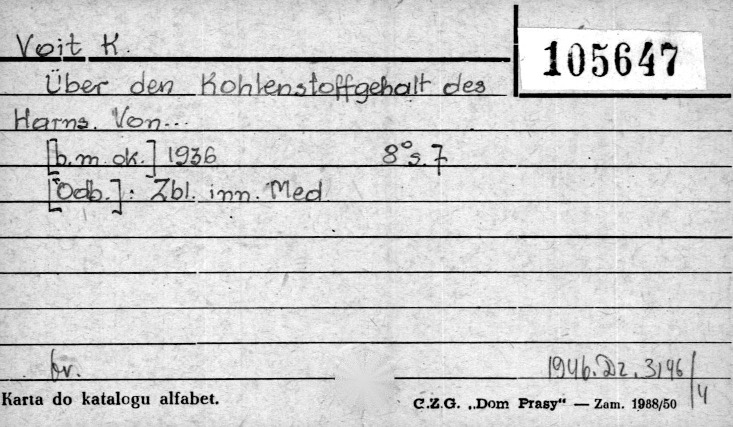 Voit K.
105647
Über den Kohlenstoffgehalt des
Harns. Von...
[b.m. ok.] 1936 8° s. 7
[Odb.]: Zbl. inn. Med.
br.
1946. Dz. 3196/4
Karta do katalogu alfabet.
C.Z.G. „Dom Prasy" — Zam. 1988/50